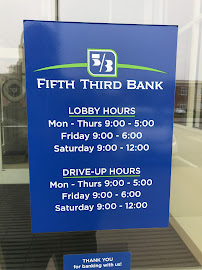 5/3
FIFTH THIRD BANK
LOBBY HOURS
Mon - Thurs 9:00 - 5:00
Friday 9:00 - 6:00
Saturday 9:00 - 12:00
DRIVE-UP HOURS
Mon - Thurs 9:00 - 5:00
Friday 9:00 - 6:00
Saturday 9:00 - 12:00
THANK YOU
for banking with us!